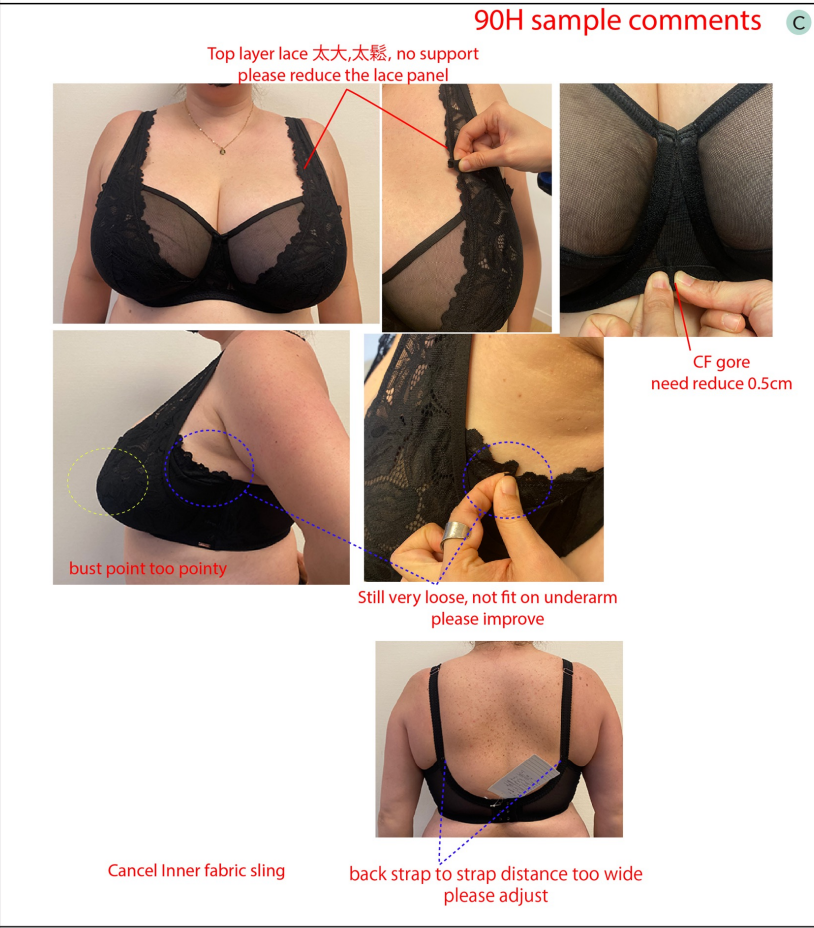 90H sample comments
C
Top layer lace 太大,太鬆, no support
please reduce the lace panel
CF gore
need reduce 0.5cm
bust point too pointy
Still very loose, not fit on underarm
please improve
Cancel Inner fabric sling
back strap to strap distance too wide
please adjust